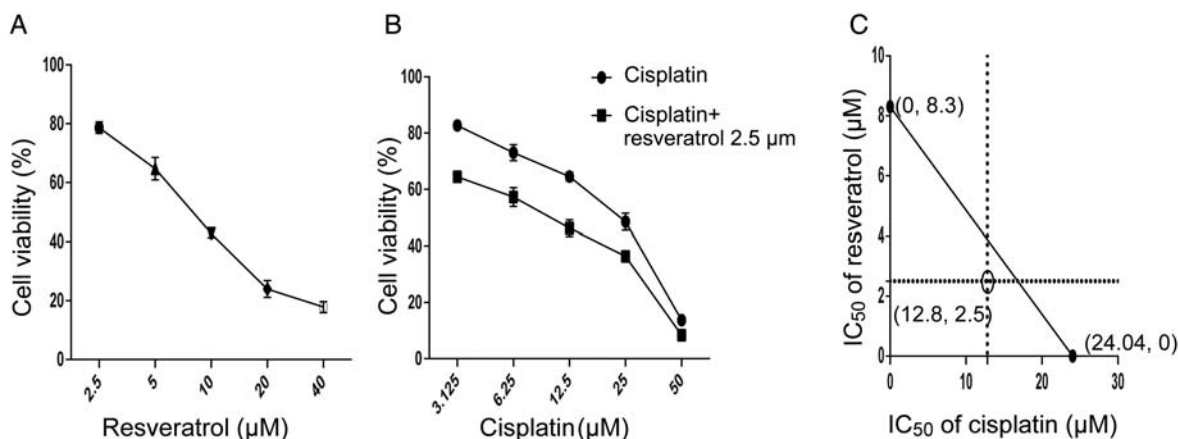 A
100
80
60
40
20
0
Cell viability (%)
2.5
5
10
20
40
Resveratrol (µM)
B
100
80
60
40
20
0
Cell viability (%)
Cisplatin
Cisplatin+
resveratrol 2.5 µm
3.125
6.25
12.5
25
50
Cisplatin(µM)
C
10
8
6
4
2
0
IC50 of resveratrol (µM)
(0, 8.3)
(12.8, 2.5)
(24.04, 0)
0
10
20
30
IC50 of cisplatin (µM)